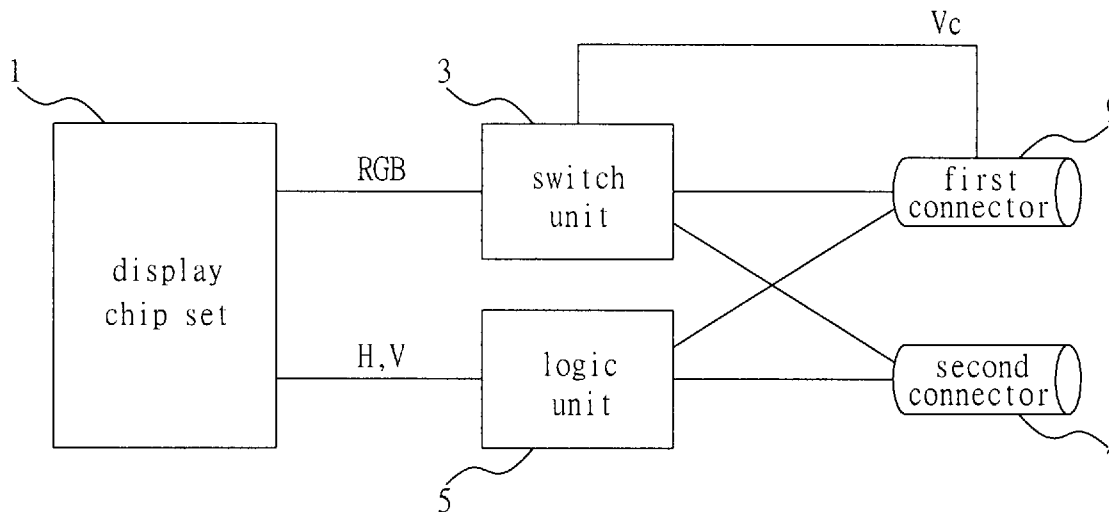 Vc
1
3
RGB
switch
unit
first
connector
display
chip set
H,V
logic
unit
second
connector
5